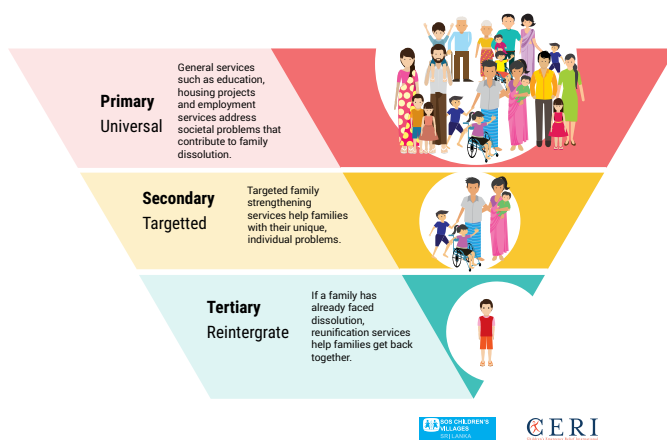 Primary
Universal
General services
such as education,
housing projects
and employment
services address
societal problems that
contribute to family
dissolution.
Secondary
Targetted
Targeted family
strengthening
services help families
with their unique,
individual problems.
Tertiary
Reintergrate
If a family has
already faced
dissolution,
reunification services
help families get back
together.
SOS CHILDREN'S
VILLAGES
SRI LANKA
CERI